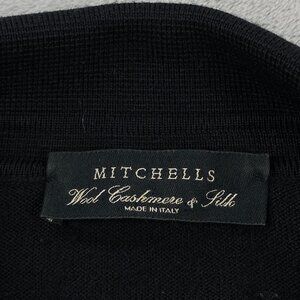 MITCHELLS
Wool Cashmere & Silk
MADE IN ITALY